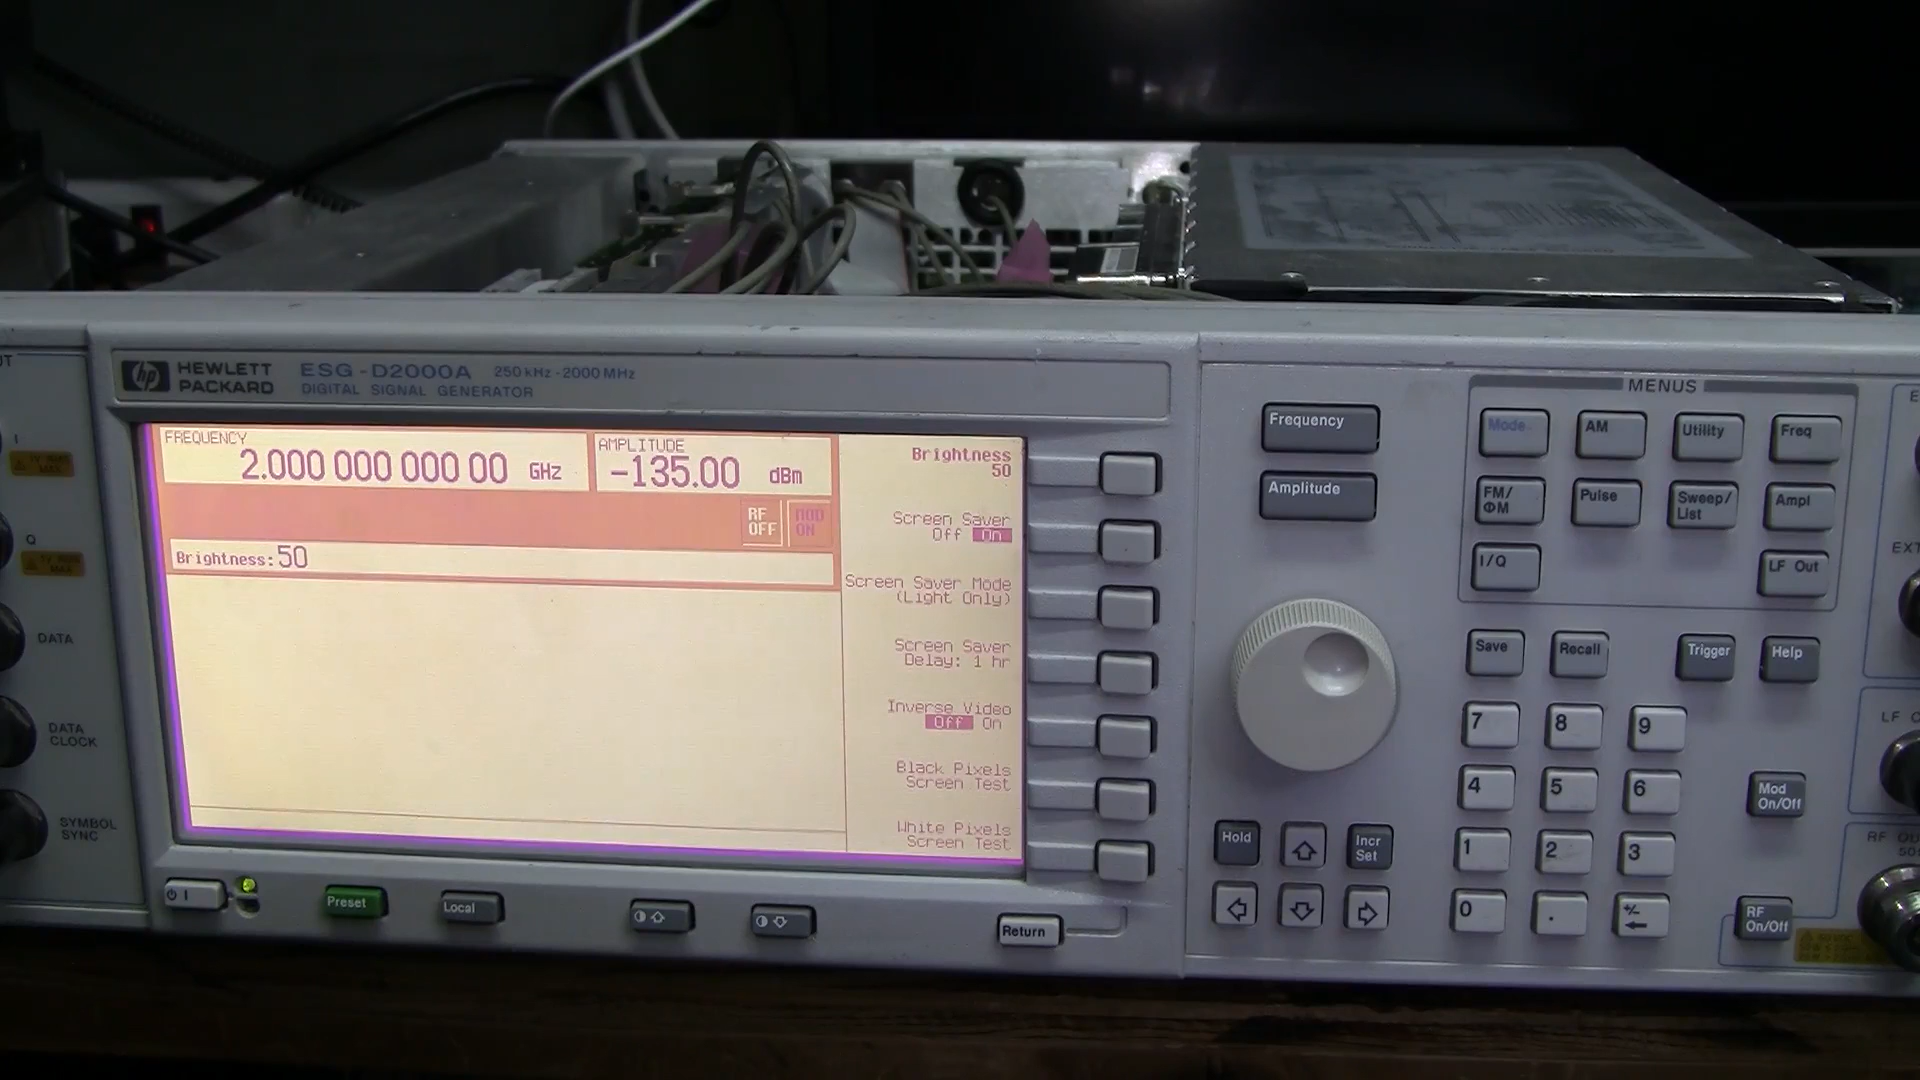 hp HEWLETT PACKARD
ESG-D2000A 250 kHz-2000 MHz
DIGITAL SIGNAL GENERATOR
FREQUENCY
2.000 000 000 00 GHz
AMPLITUDE
-135.00 dBm
RF OFF
MOD ON
Brightness: 50
Brightness
50
Screen Saver
Off On
Screen Saver Mode
(Light Only)
Screen Saver
Delay: 1 hr
Inverse Video
Off On
Black Pixels
Screen Test
White Pixels
Screen Test
I
Q
DATA
DATA
CLOCK
SYMBOL
SYNC
Preset
Local
Return
Frequency
Amplitude
MENUS
Mode
AM
Utility
Freq
FM/
ΦM
Pulse
Sweep/
List
Ampl
I/Q
LF Out
Save
Recall
Trigger
Help
7
8
9
4
5
6
Mod
On/Off
Hold
Incr
Set
1
2
3
0
.
+/-
RF
On/Off